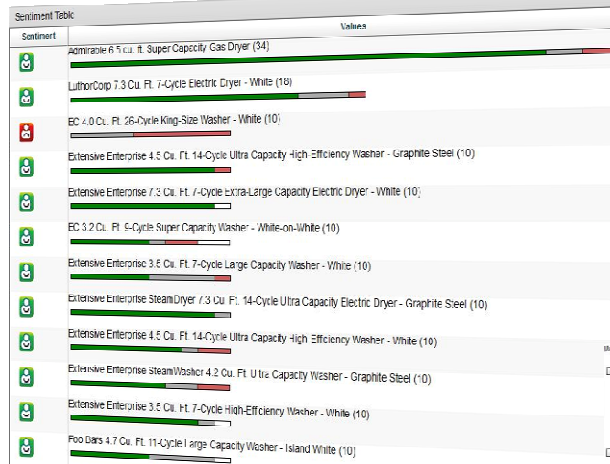 Sentiment Table
Sentiment
Values
Admirable 6.5 cu. ft. Super Capacity Gas Dryer (34)
LuthorCorp 7.3 Cu. Ft. 7-Cycle Electric Dryer - White (18)
EC 4.0 Cu. Ft. 26-Cycle King-Size Washer - White (10)
Extensive Enterprise 4.5 Cu. Ft. 14-Cycle Ultra Capacity High-Efficiency Washer - Graphite Steel (10)
Extensive Enterprise 7.3 Cu. Ft. 7-Cycle Extra-Large Capacity Electric Dryer - White (10)
EC 3.2 Cu. Ft. 9-Cycle Super Capacity Washer - White-on-White (10)
Extensive Enterprise 3.6 Cu. Ft. 7-Cycle Large Capacity Washer - White (10)
Extensive Enterprise SteamDryer 7.3 Cu. Ft. 14-Cycle Ultra Capacity Electric Dryer - Graphite Steel (10)
Extensive Enterprise 4.5 Cu. Ft. 14-Cycle Ultra Capacity High Efficiency Washer - White (10)
Extensive Enterprise SteamWasher 4.2 Cu. Ft. Ultra Capacity Washer - Graphite Steel (10)
Extensive Enterprise 3.6 Cu. Ft. 7-Cycle High-Efficiency Washer - White (10)
Foo Bars 4.7 Cu. Ft. 11-Cycle Large Capacity Washer - Island White (10)